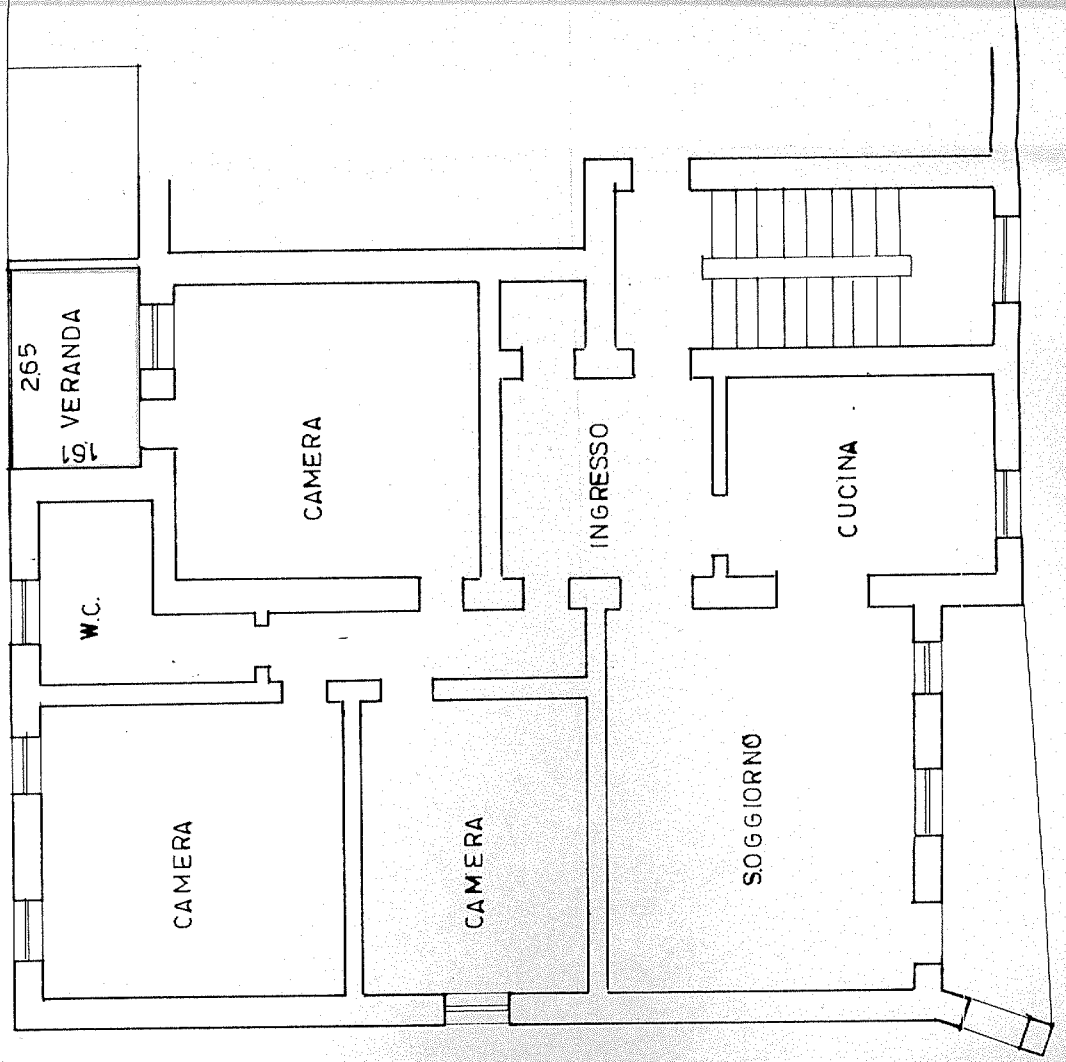 2,65
VERANDA
1,61
CAMERA
INGRESSO
CUCINA
W.C.
CAMERA
CAMERA
SOGGIORNO